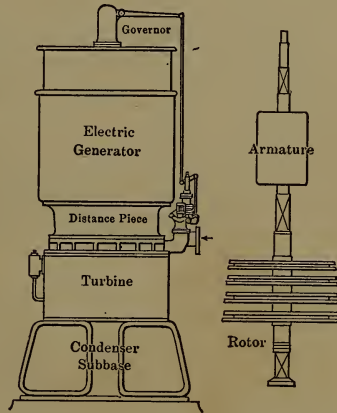 Governor
Electric
Generator
Armature
Distance Piece
Turbine
Rotor
Condenser
Subbase